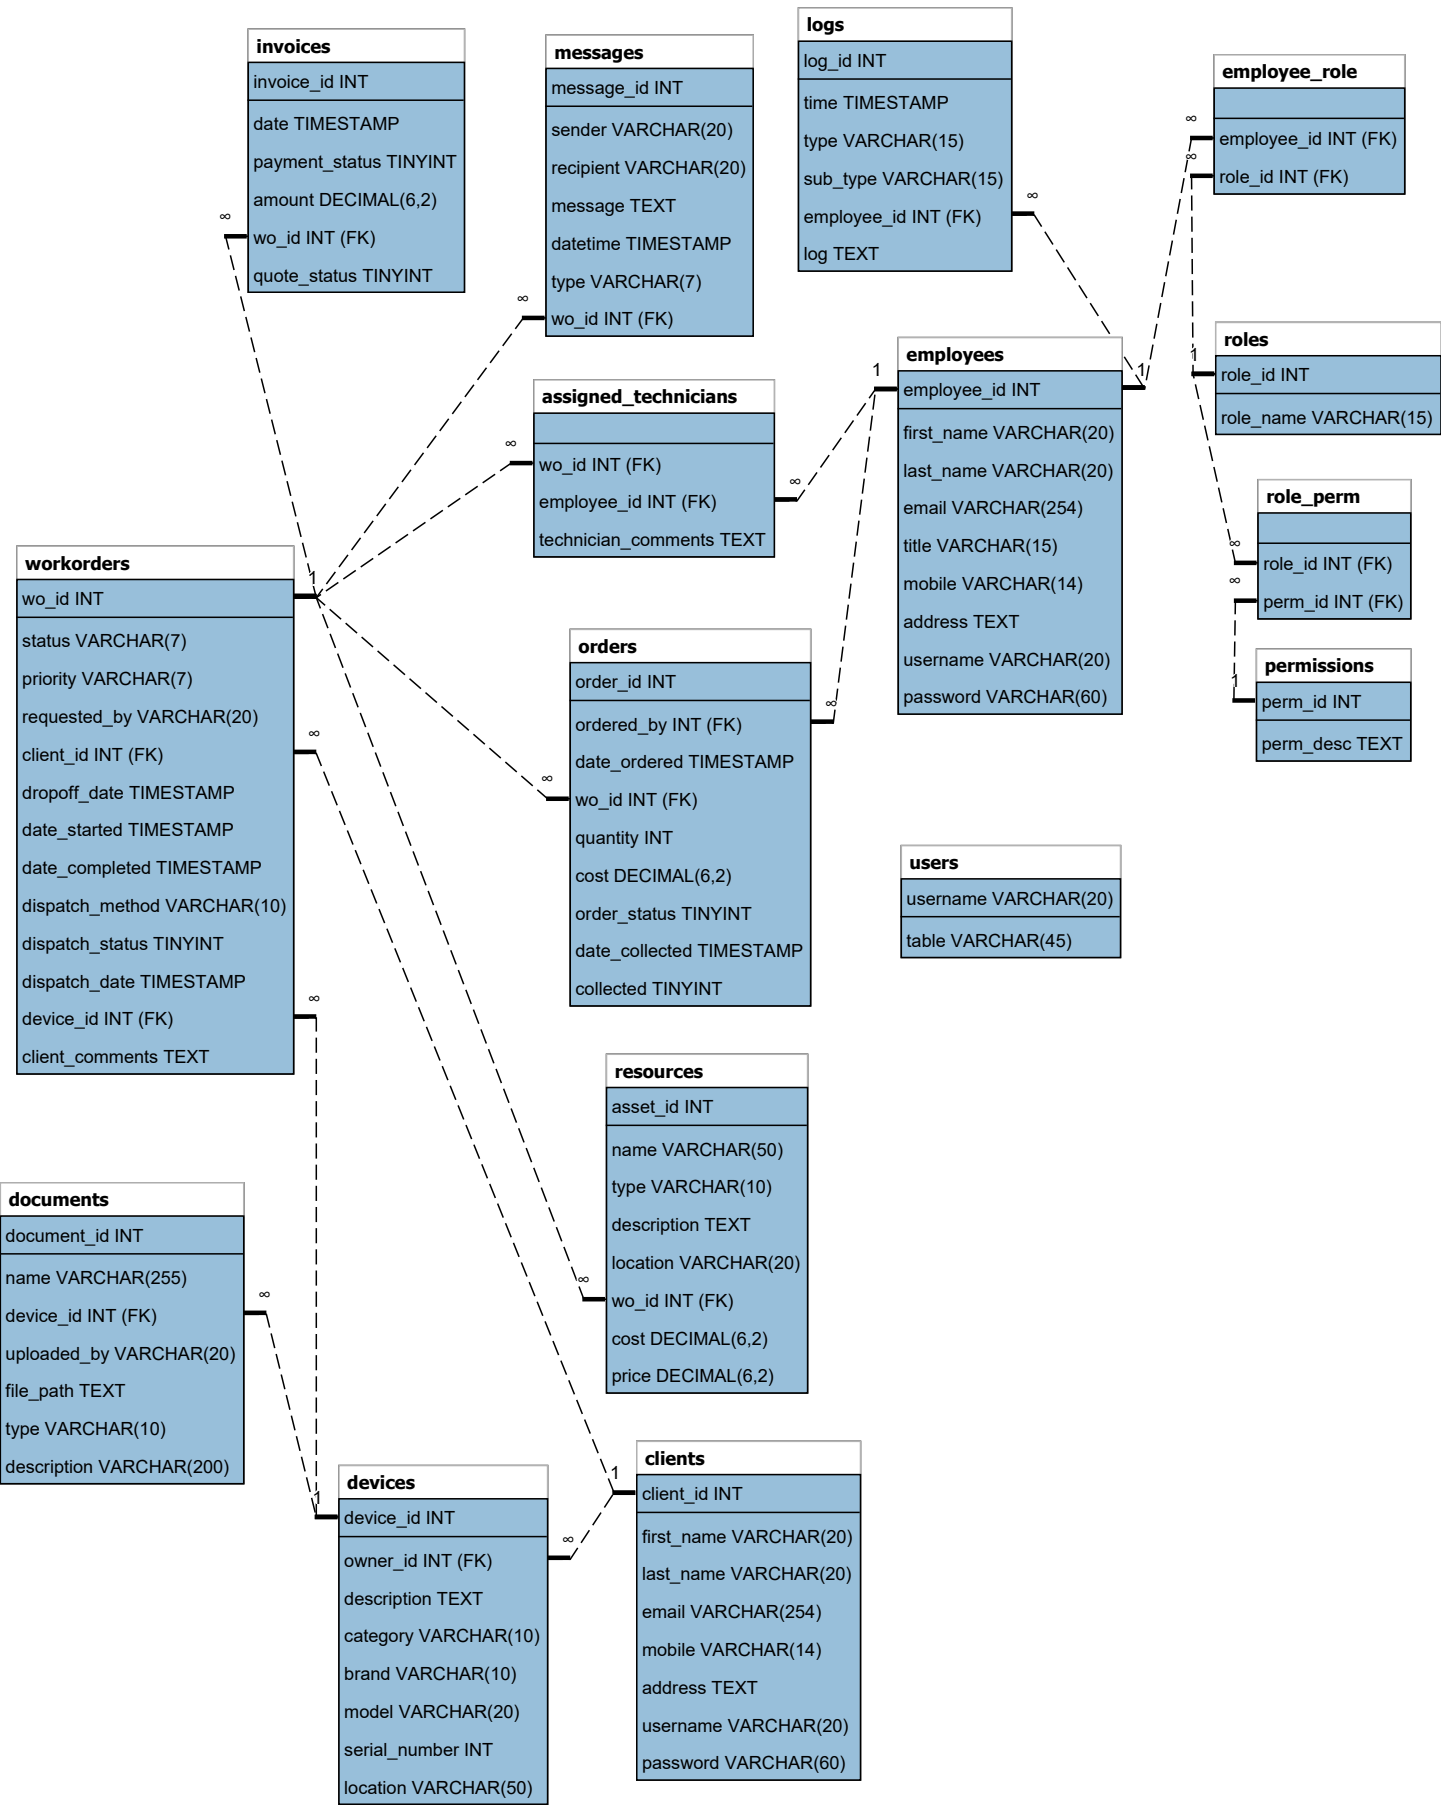 invoices
invoice_id INT
date TIMESTAMP
payment_status TINYINT
amount DECIMAL(6,2)
∞
wo_id INT (FK)
quote_status TINYINT
messages
message_id INT
sender VARCHAR(20)
recipient VARCHAR(20)
message TEXT
datetime TIMESTAMP
type VARCHAR(7)
∞
wo_id INT (FK)
logs
log_id INT
time TIMESTAMP
type VARCHAR(15)
sub_type VARCHAR(15)
∞
employee_id INT (FK)
log TEXT
employee_role
∞
employee_id INT (FK)
∞
role_id INT (FK)
roles
1
role_id INT
role_name VARCHAR(15)
employees
1
1
employee_id INT
first_name VARCHAR(20)
last_name VARCHAR(20)
email VARCHAR(254)
title VARCHAR(15)
mobile VARCHAR(14)
address TEXT
username VARCHAR(20)
password VARCHAR(60)
assigned_technicians
∞
wo_id INT (FK)
∞
employee_id INT (FK)
technician_comments TEXT
role_perm
∞
role_id INT (FK)
∞
perm_id INT (FK)
permissions
1
perm_id INT
perm_desc TEXT
workorders
1
wo_id INT
status VARCHAR(7)
priority VARCHAR(7)
requested_by VARCHAR(20)
∞
client_id INT (FK)
dropoff_date TIMESTAMP
date_started TIMESTAMP
date_completed TIMESTAMP
dispatch_method VARCHAR(10)
dispatch_status TINYINT
dispatch_date TIMESTAMP
∞
device_id INT (FK)
client_comments TEXT
orders
order_id INT
∞
ordered_by INT (FK)
date_ordered TIMESTAMP
∞
wo_id INT (FK)
quantity INT
cost DECIMAL(6,2)
order_status TINYINT
date_collected TIMESTAMP
collected TINYINT
users
username VARCHAR(20)
table VARCHAR(45)
resources
asset_id INT
name VARCHAR(50)
type VARCHAR(10)
description TEXT
location VARCHAR(20)
∞
wo_id INT (FK)
cost DECIMAL(6,2)
price DECIMAL(6,2)
documents
document_id INT
name VARCHAR(255)
∞
device_id INT (FK)
uploaded_by VARCHAR(20)
file_path TEXT
type VARCHAR(10)
description VARCHAR(200)
devices
1
device_id INT
∞
owner_id INT (FK)
description TEXT
category VARCHAR(10)
brand VARCHAR(10)
model VARCHAR(20)
serial_number INT
location VARCHAR(50)
clients
1
client_id INT
first_name VARCHAR(20)
last_name VARCHAR(20)
email VARCHAR(254)
mobile VARCHAR(14)
address TEXT
username VARCHAR(20)
password VARCHAR(60)